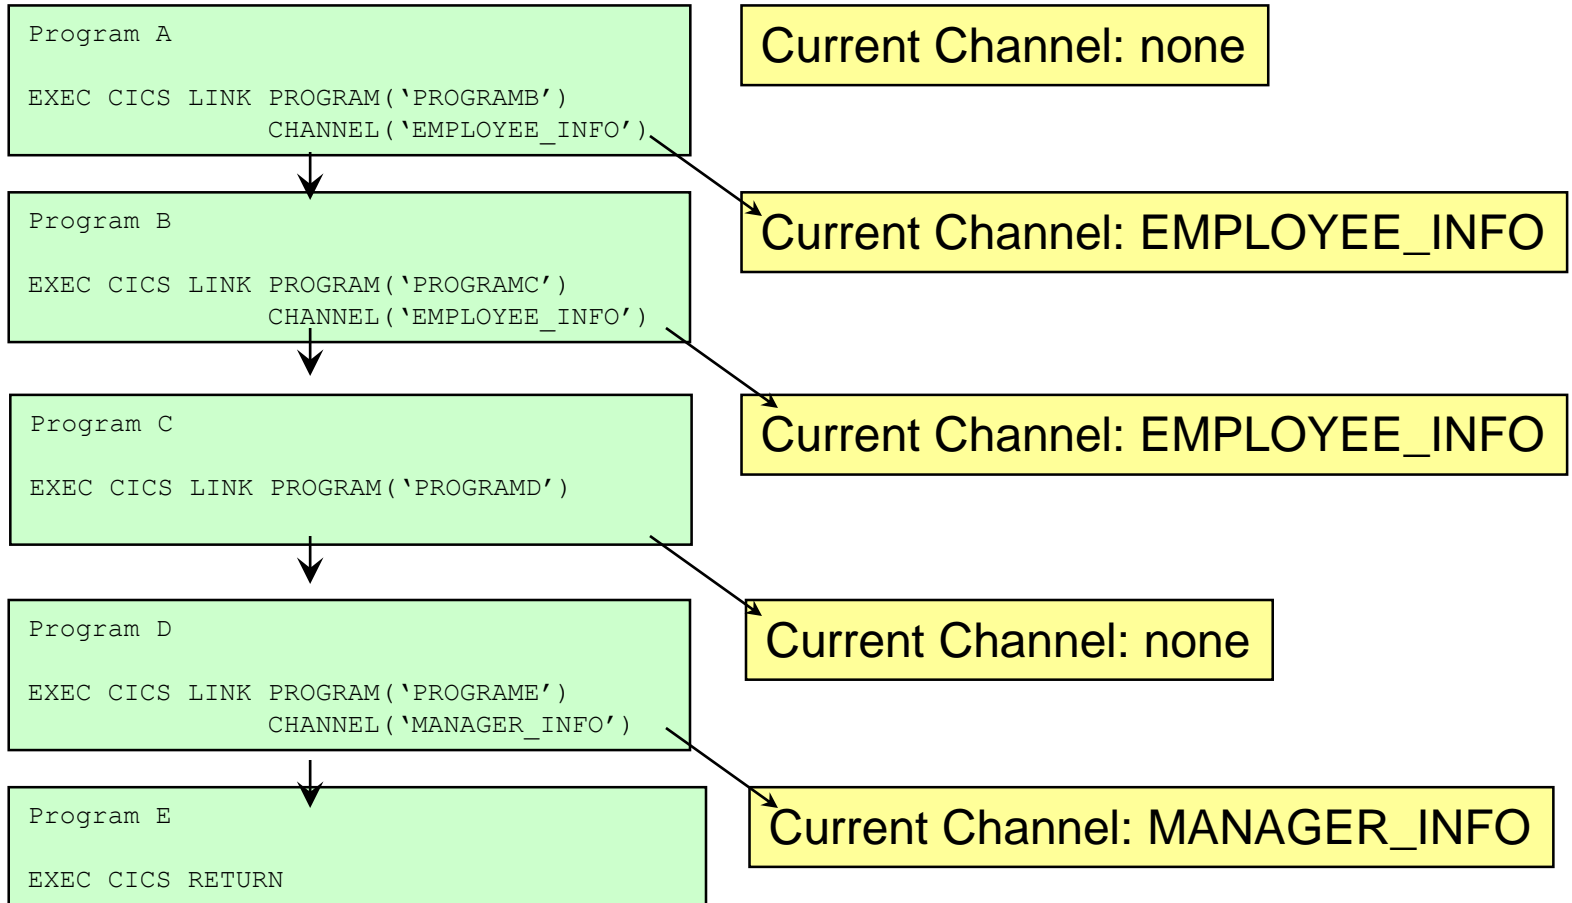 Program A
Current Channel: none
EXEC CICS LINK PROGRAM(‘PROGRAMB’)
CHANNEL(‘EMPLOYEE_INFO’)
Program B
Current Channel: EMPLOYEE_INFO
EXEC CICS LINK PROGRAM(‘PROGRAMC’)
CHANNEL(‘EMPLOYEE_INFO’)
Program C
Current Channel: EMPLOYEE_INFO
EXEC CICS LINK PROGRAM(‘PROGRAMD’)
Program D
Current Channel: none
EXEC CICS LINK PROGRAM(‘PROGRAME’)
CHANNEL(‘MANAGER_INFO’)
Program E
Current Channel: MANAGER_INFO
EXEC CICS RETURN